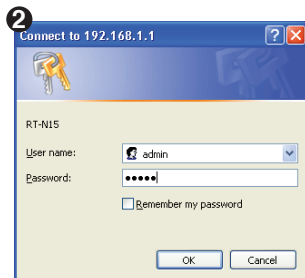 2
Connect to 192.168.1.1
RT-N15
User name: admin
Password: •••••
Remember my password
OK Cancel